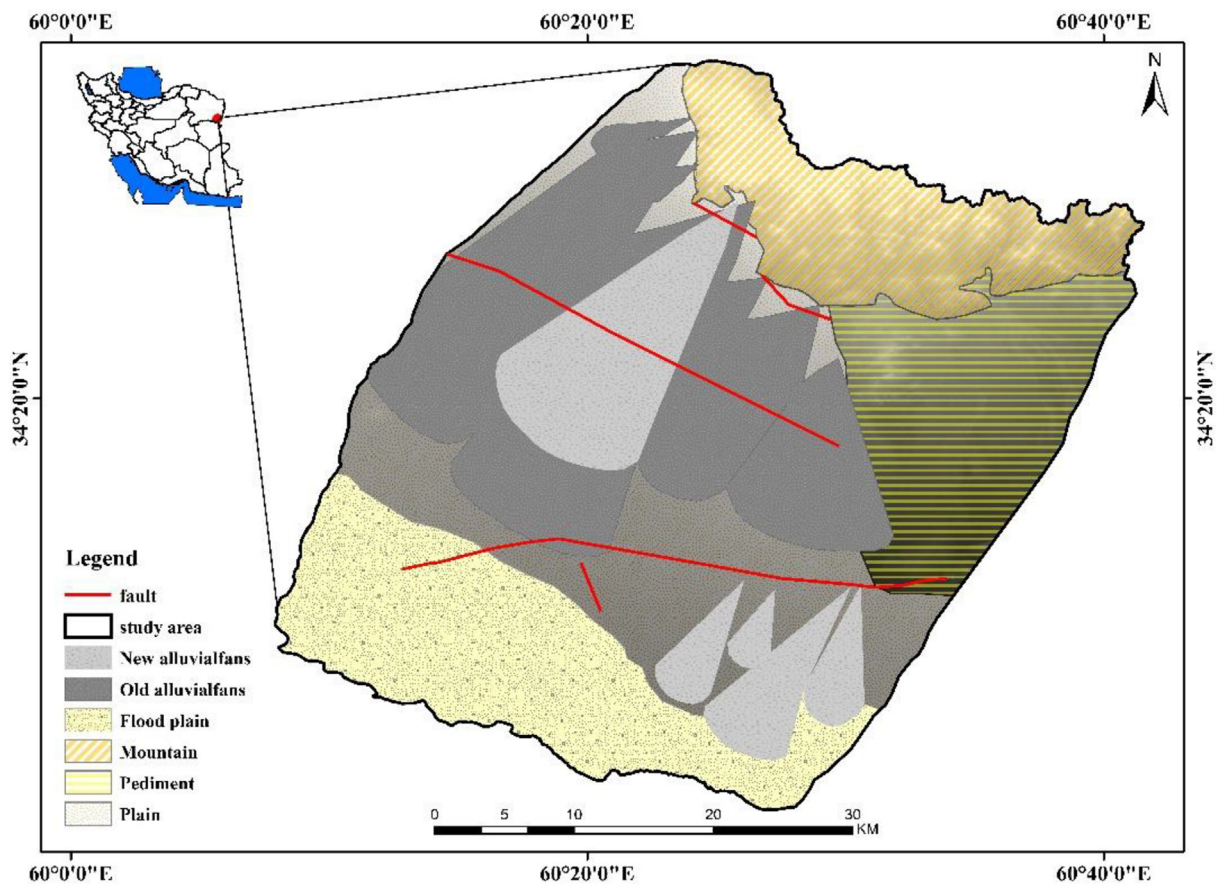 60°0'0"E 60°20'0"E 60°40'0"E
N
34°20'0"N 34°20'0"N
Legend
fault
study area
New alluvialfans
Old alluvialfans
Flood plain
Mountain
Pediment
Plain
0 5 10 20 30
KM
60°0'0"E 60°20'0"E 60°40'0"E